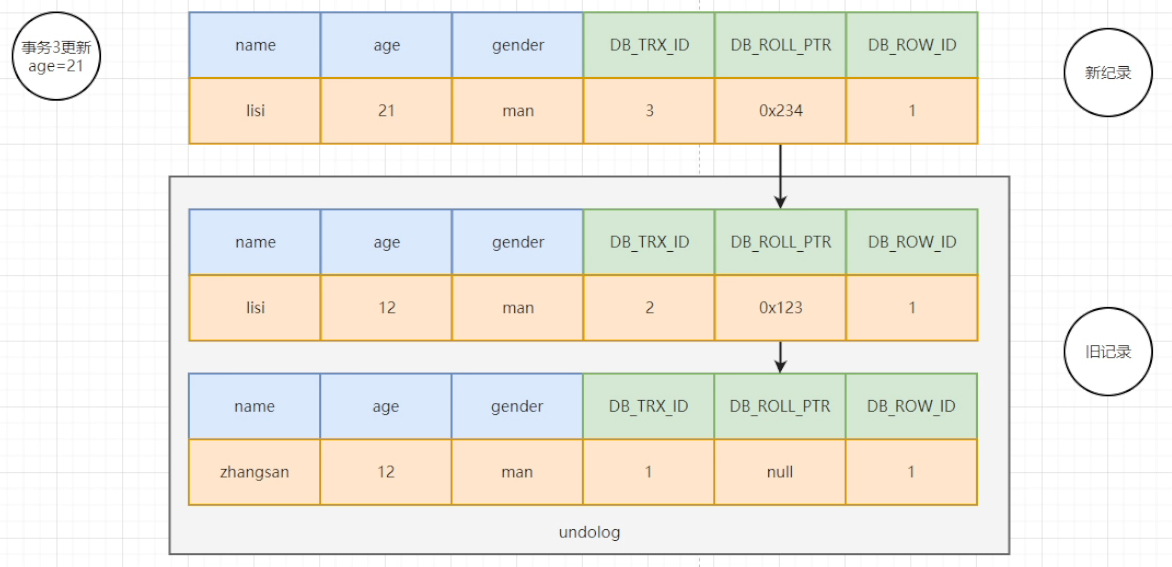 事务3更新
age=21
name age gender DB_TRX_ID DB_ROLL_PTR DB_ROW_ID
lisi 21 man 3 0x234 1
新纪录
name age gender DB_TRX_ID DB_ROLL_PTR DB_ROW_ID
lisi 12 man 2 0x123 1
旧记录
name age gender DB_TRX_ID DB_ROLL_PTR DB_ROW_ID
zhangsan 12 man 1 null 1
undolog